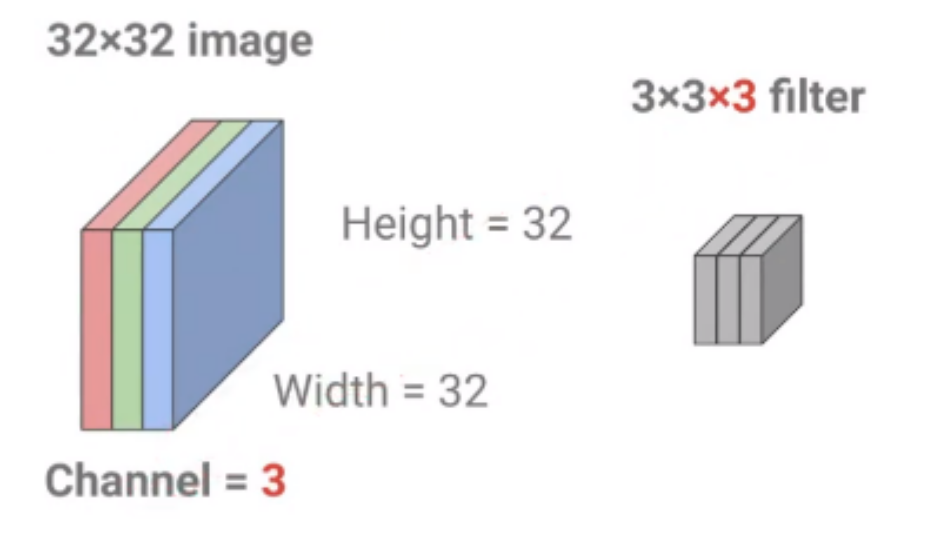 32×32 image
3×3×3 filter
Height = 32
Width = 32
Channel = 3